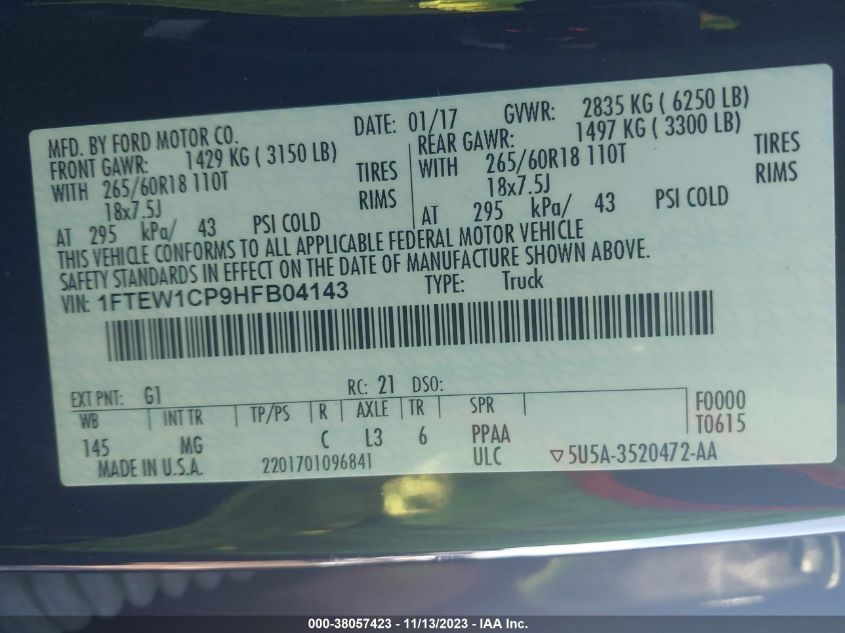 MFD. BY FORD MOTOR CO.
DATE: 01/17 GVWR: 2835 KG ( 6250 LB)
FRONT GAWR: 1429 KG ( 3150 LB)
WITH 265/60R18 110T TIRES
18x7.5J RIMS
AT 295 kPa/ 43 PSI COLD
REAR GAWR: 1497 KG ( 3300 LB)
WITH 265/60R18 110T TIRES
18x7.5J RIMS
AT 295 kPa/ 43 PSI COLD
THIS VEHICLE CONFORMS TO ALL APPLICABLE FEDERAL MOTOR VEHICLE
SAFETY STANDARDS IN EFFECT ON THE DATE OF MANUFACTURE SHOWN ABOVE.
VIN: 1FTEW1CP9HFB04143 TYPE: Truck
EXT PNT: G1 RC: 21 DSO:
WB INT TR TP/PS R AXLE TR SPR F0000
T0615
145 MG C L3 6 PPAA
MADE IN U.S.A. 2201701096841 ULC ▽5U5A-3520472-AA
000-38057423 - 11/13/2023 - IAA Inc.